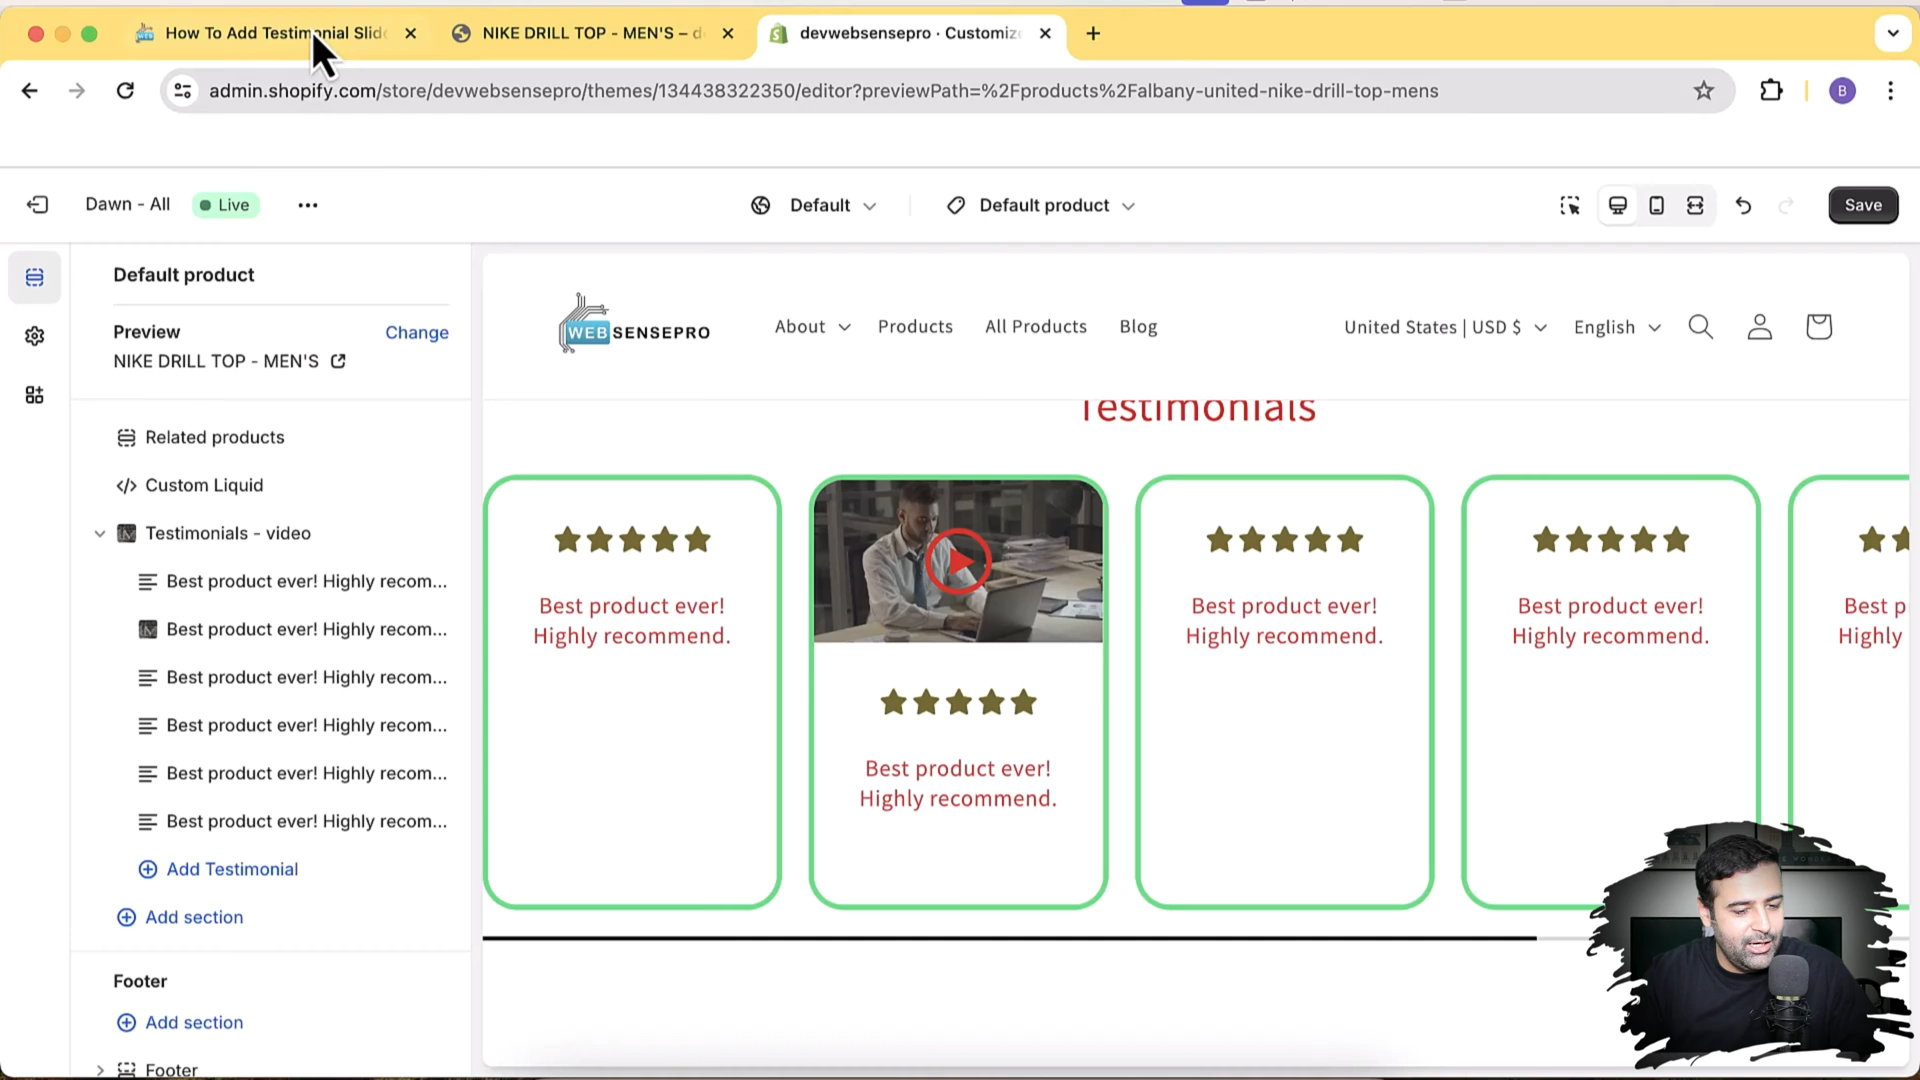 How To Add Testimonial Slid
NIKE DRILL TOP - MEN'S – d
devwebsensepro · Customiz
admin.shopify.com/store/devwebsensepro/themes/134438322350/editor?previewPath=%2Fproducts%2Falbany-united-nike-drill-top-mens
B
Dawn - All
Live
Default
Default product
Save
Default product
Preview
Change
NIKE DRILL TOP - MEN'S
Related products
Custom Liquid
Testimonials - video
Best product ever! Highly recom...
Best product ever! Highly recom...
Best product ever! Highly recom...
Best product ever! Highly recom...
Best product ever! Highly recom...
Best product ever! Highly recom...
Add Testimonial
Add section
Footer
Add section
Footer
WEBSENSEPRO
About
Products
All Products
Blog
United States | USD $
English
Testimonials
Best product ever!
Highly recommend.
Best product ever!
Highly recommend.
Best product ever!
Highly recommend.
Best product ever!
Highly recommend.
Best p
Highly